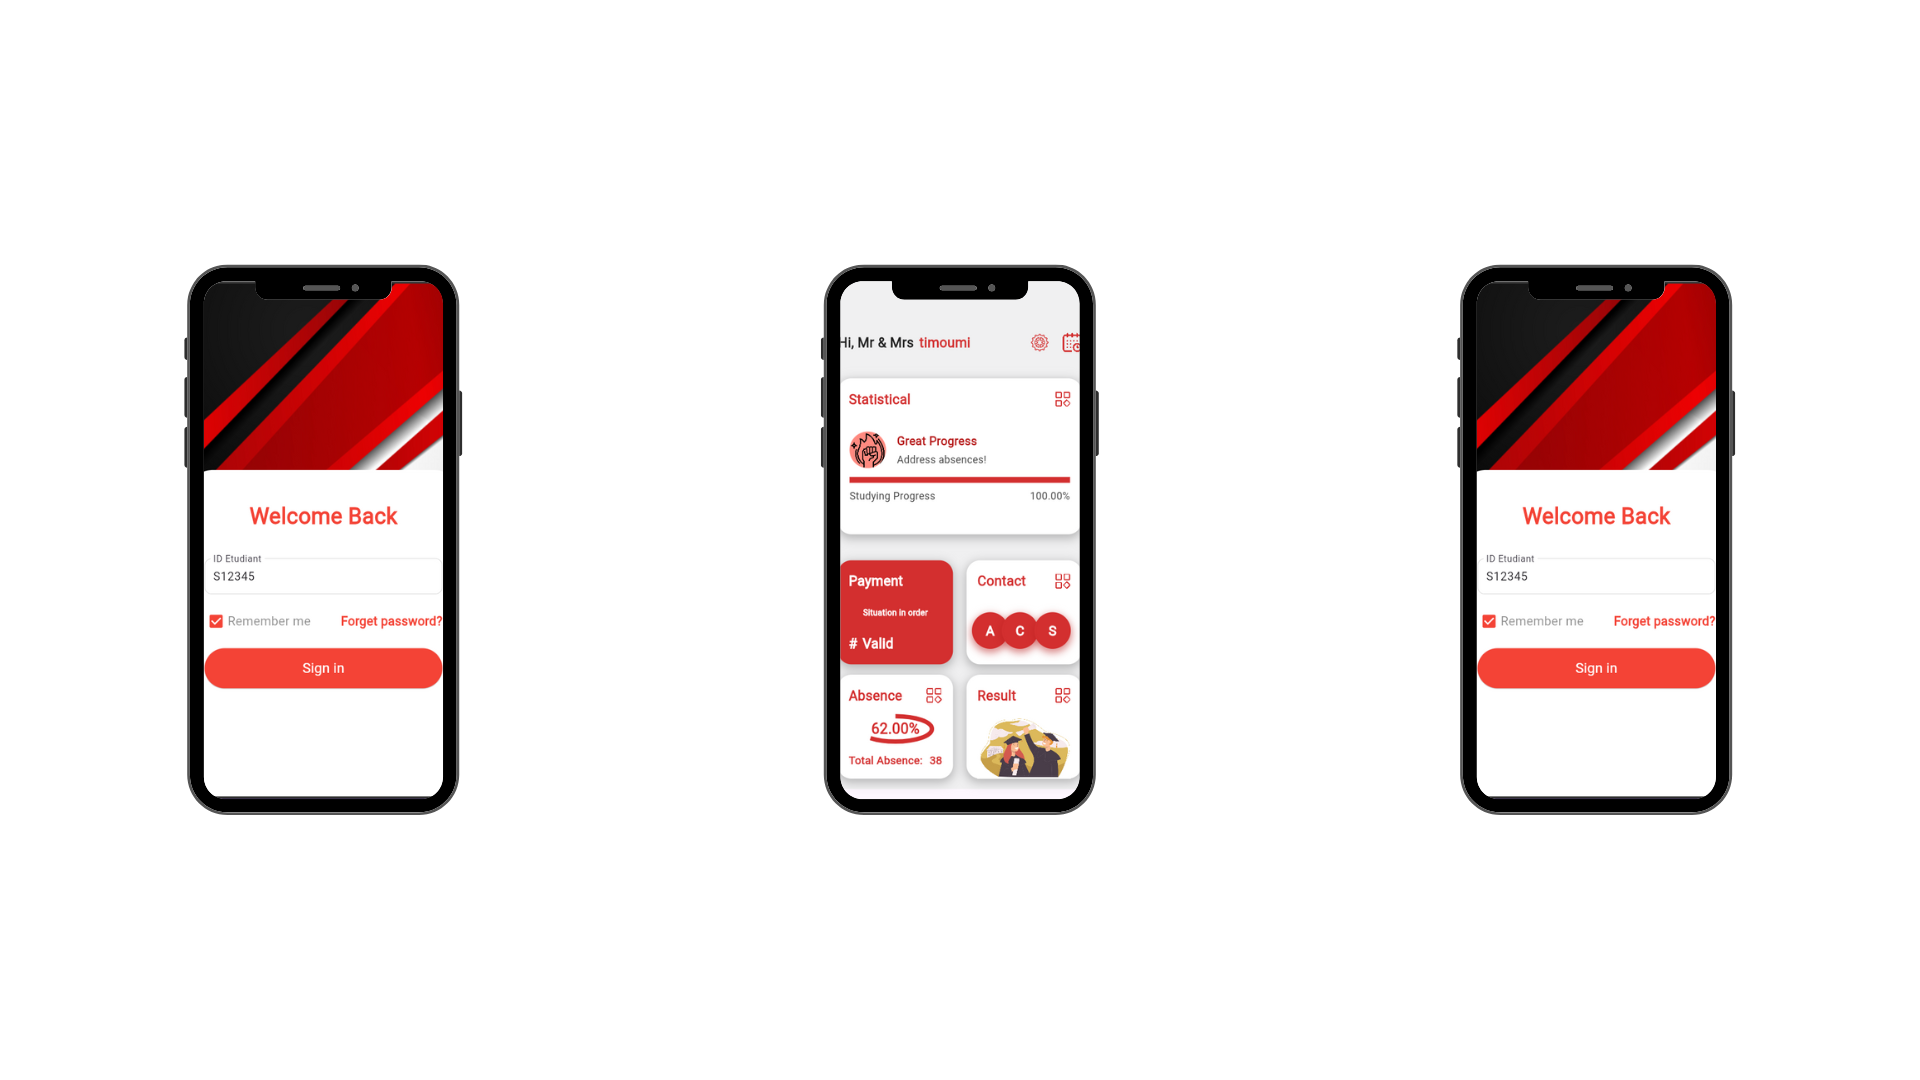 Welcome Back
ID Etudiant
S12345
Remember me Forget password?
Sign in
Hi, Mr & Mrs timoumi
Statistical
Great Progress
Address absences!
Studying Progress 100.00%
Payment
Situation in order
# Valid
Contact
A C S
Absence
62.00%
Total Absence: 38
Result
Welcome Back
ID Etudiant
S12345
Remember me Forget password?
Sign in